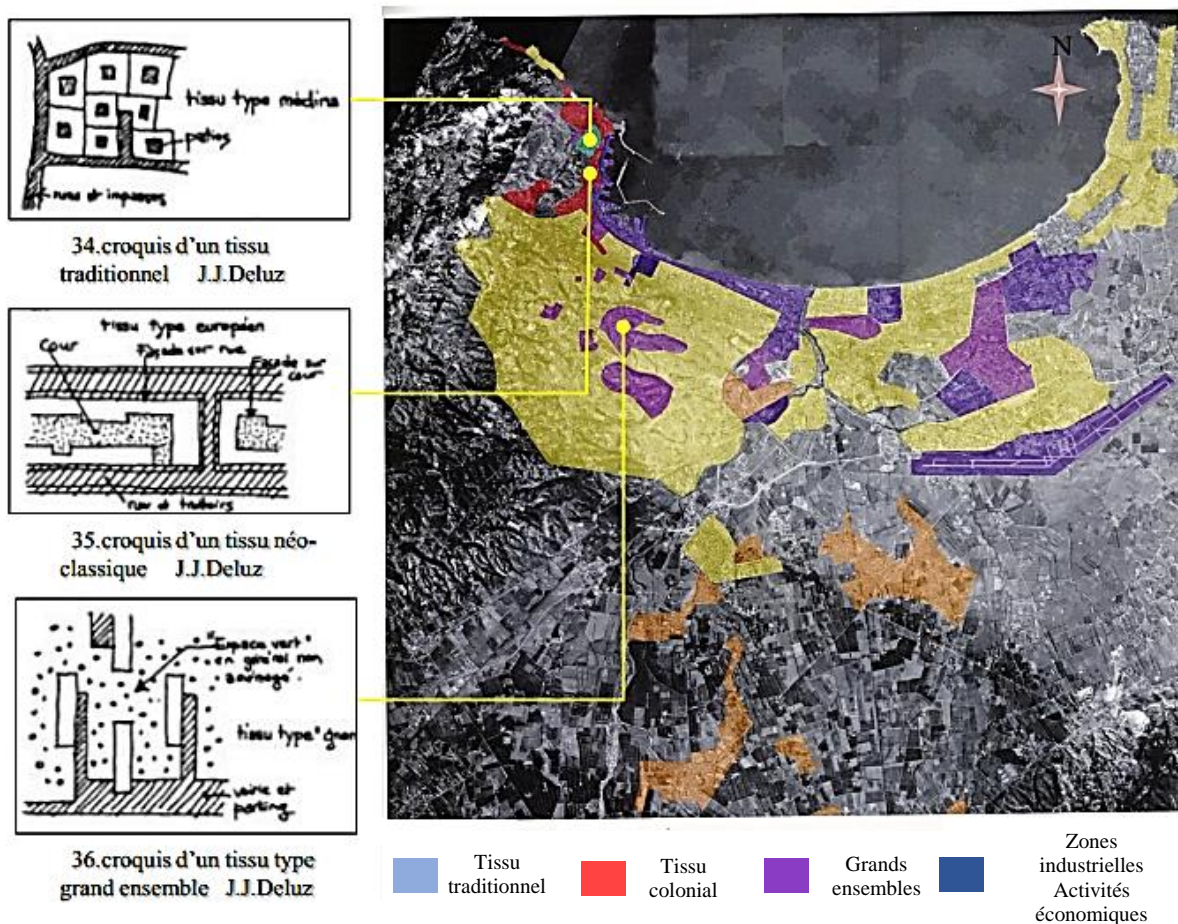 tissu type médina
patios
rues et impasses
34.croquis d'un tissu
traditionnel J.J.Deluz
tissu type européen
Cour
Façade sur rue
Façade sur
cour
rue et trottoirs
35.croquis d'un tissu néo-
classique J.J.Deluz
"Espace vert"
en général non
aménagé
tissu type "gran
voirie et
parking
36.croquis d'un tissu type
grand ensemble J.J.Deluz
N
Tissu
traditionnel
Tissu
colonial
Grands
ensembles
Zones
industrielles
Activités
économiques